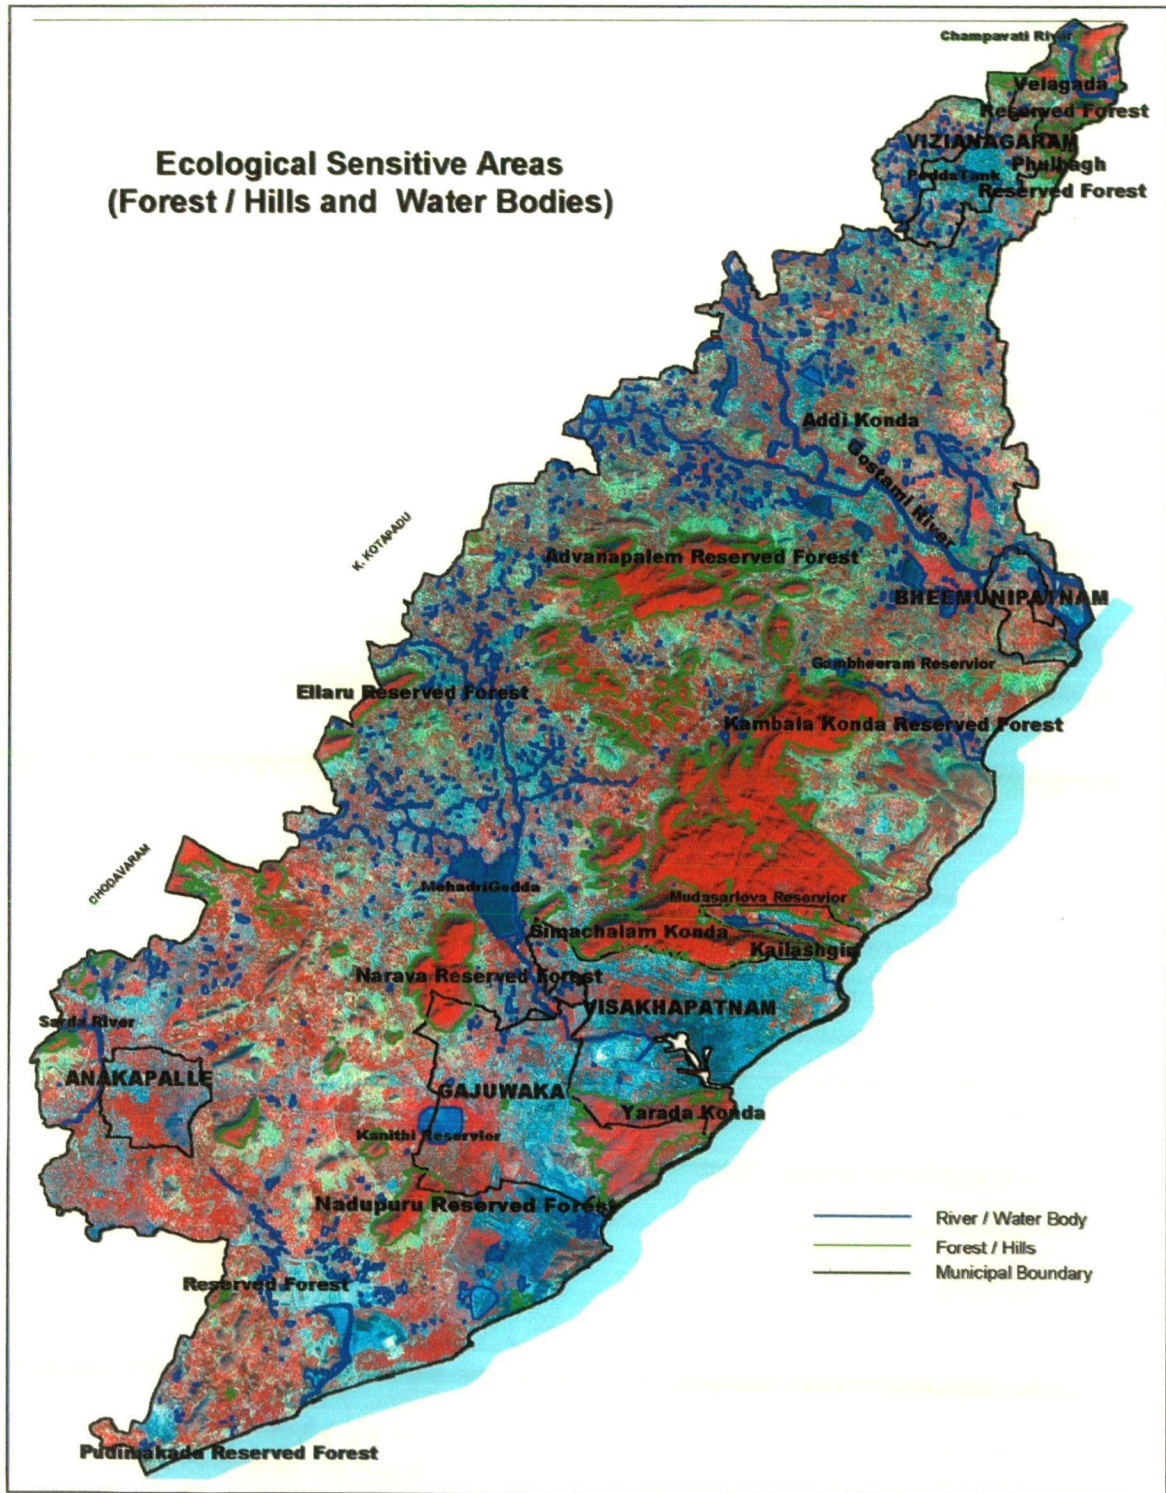 Champavati River
Velagada
Reserved Forest
VIZIANAGARAM
Phulbagh
Pedda Tank
Reserved Forest
Ecological Sensitive Areas
(Forest / Hills and Water Bodies)
Addi Konda
Gostami River
K. KOTAPADU
Advanapalem Reserved Forest
BHEEMUNIPATNAM
Gambheeram Reservior
Ellaru Reserved Forest
Kambala Konda Reserved Forest
CHODAVARAM
MehadriGedda
Mudasarlova Reservior
Simachalam Konda
Kailashgiri
Narava Reserved Forest
VISAKHAPATNAM
Sarda River
ANAKAPALLE
GAJUWAKA
Yarada Konda
Kanithi Reservior
Nadupuru Reserved Forest
River / Water Body
Forest / Hills
Municipal Boundary
Reserved Forest
Pudimakada Reserved Forest